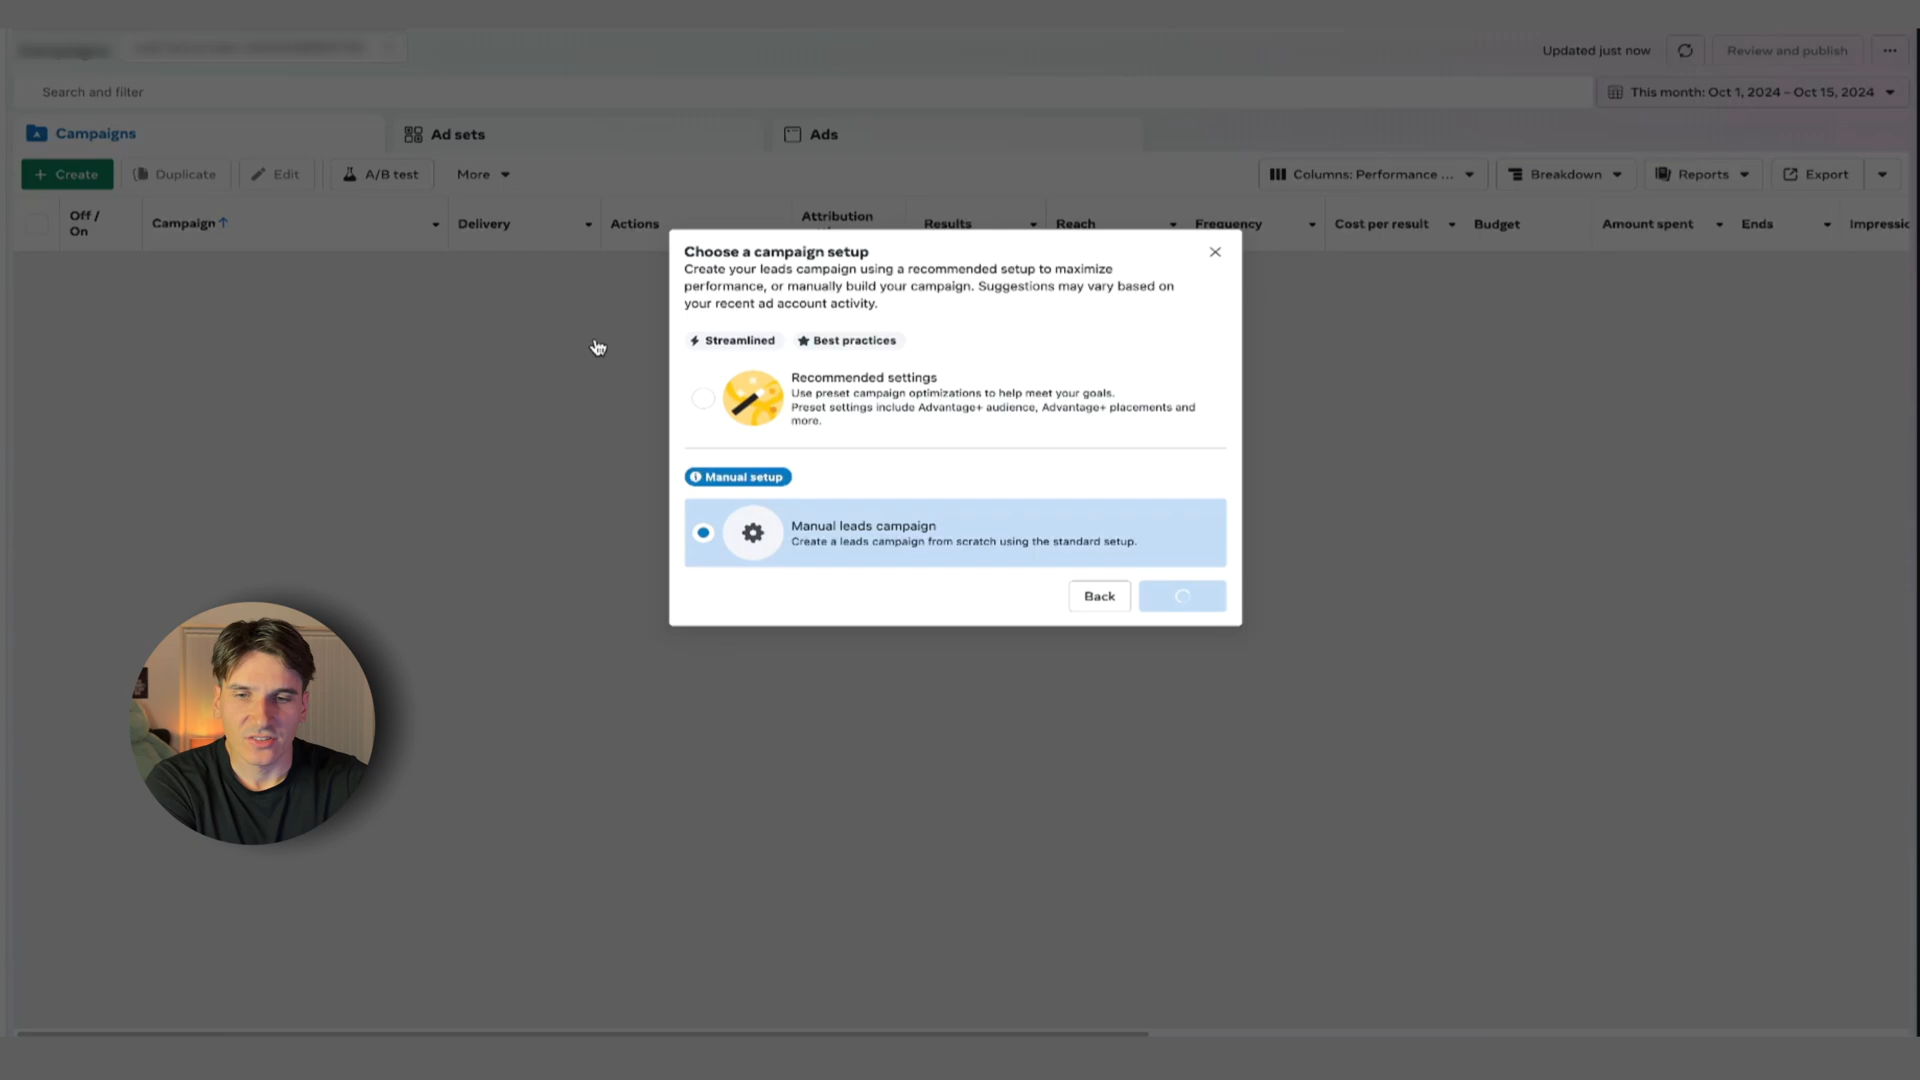 Updated just now
Review and publish
Search and filter
This month: Oct 1, 2024 – Oct 15, 2024
Campaigns
Ad sets
Ads
+ Create
Duplicate
Edit
A/B test
More
Columns: Performance ...
Breakdown
Reports
Export
Off / On
Campaign↑
Delivery
Actions
Attribution
Results
Reach
Frequency
Cost per result
Budget
Amount spent
Ends
Impressic
Choose a campaign setup
Create your leads campaign using a recommended setup to maximize
performance, or manually build your campaign. Suggestions may vary based on
your recent ad account activity.
Streamlined
Best practices
Recommended settings
Use preset campaign optimizations to help meet your goals.
Preset settings include Advantage+ audience, Advantage+ placements and
more.
Manual setup
Manual leads campaign
Create a leads campaign from scratch using the standard setup.
Back